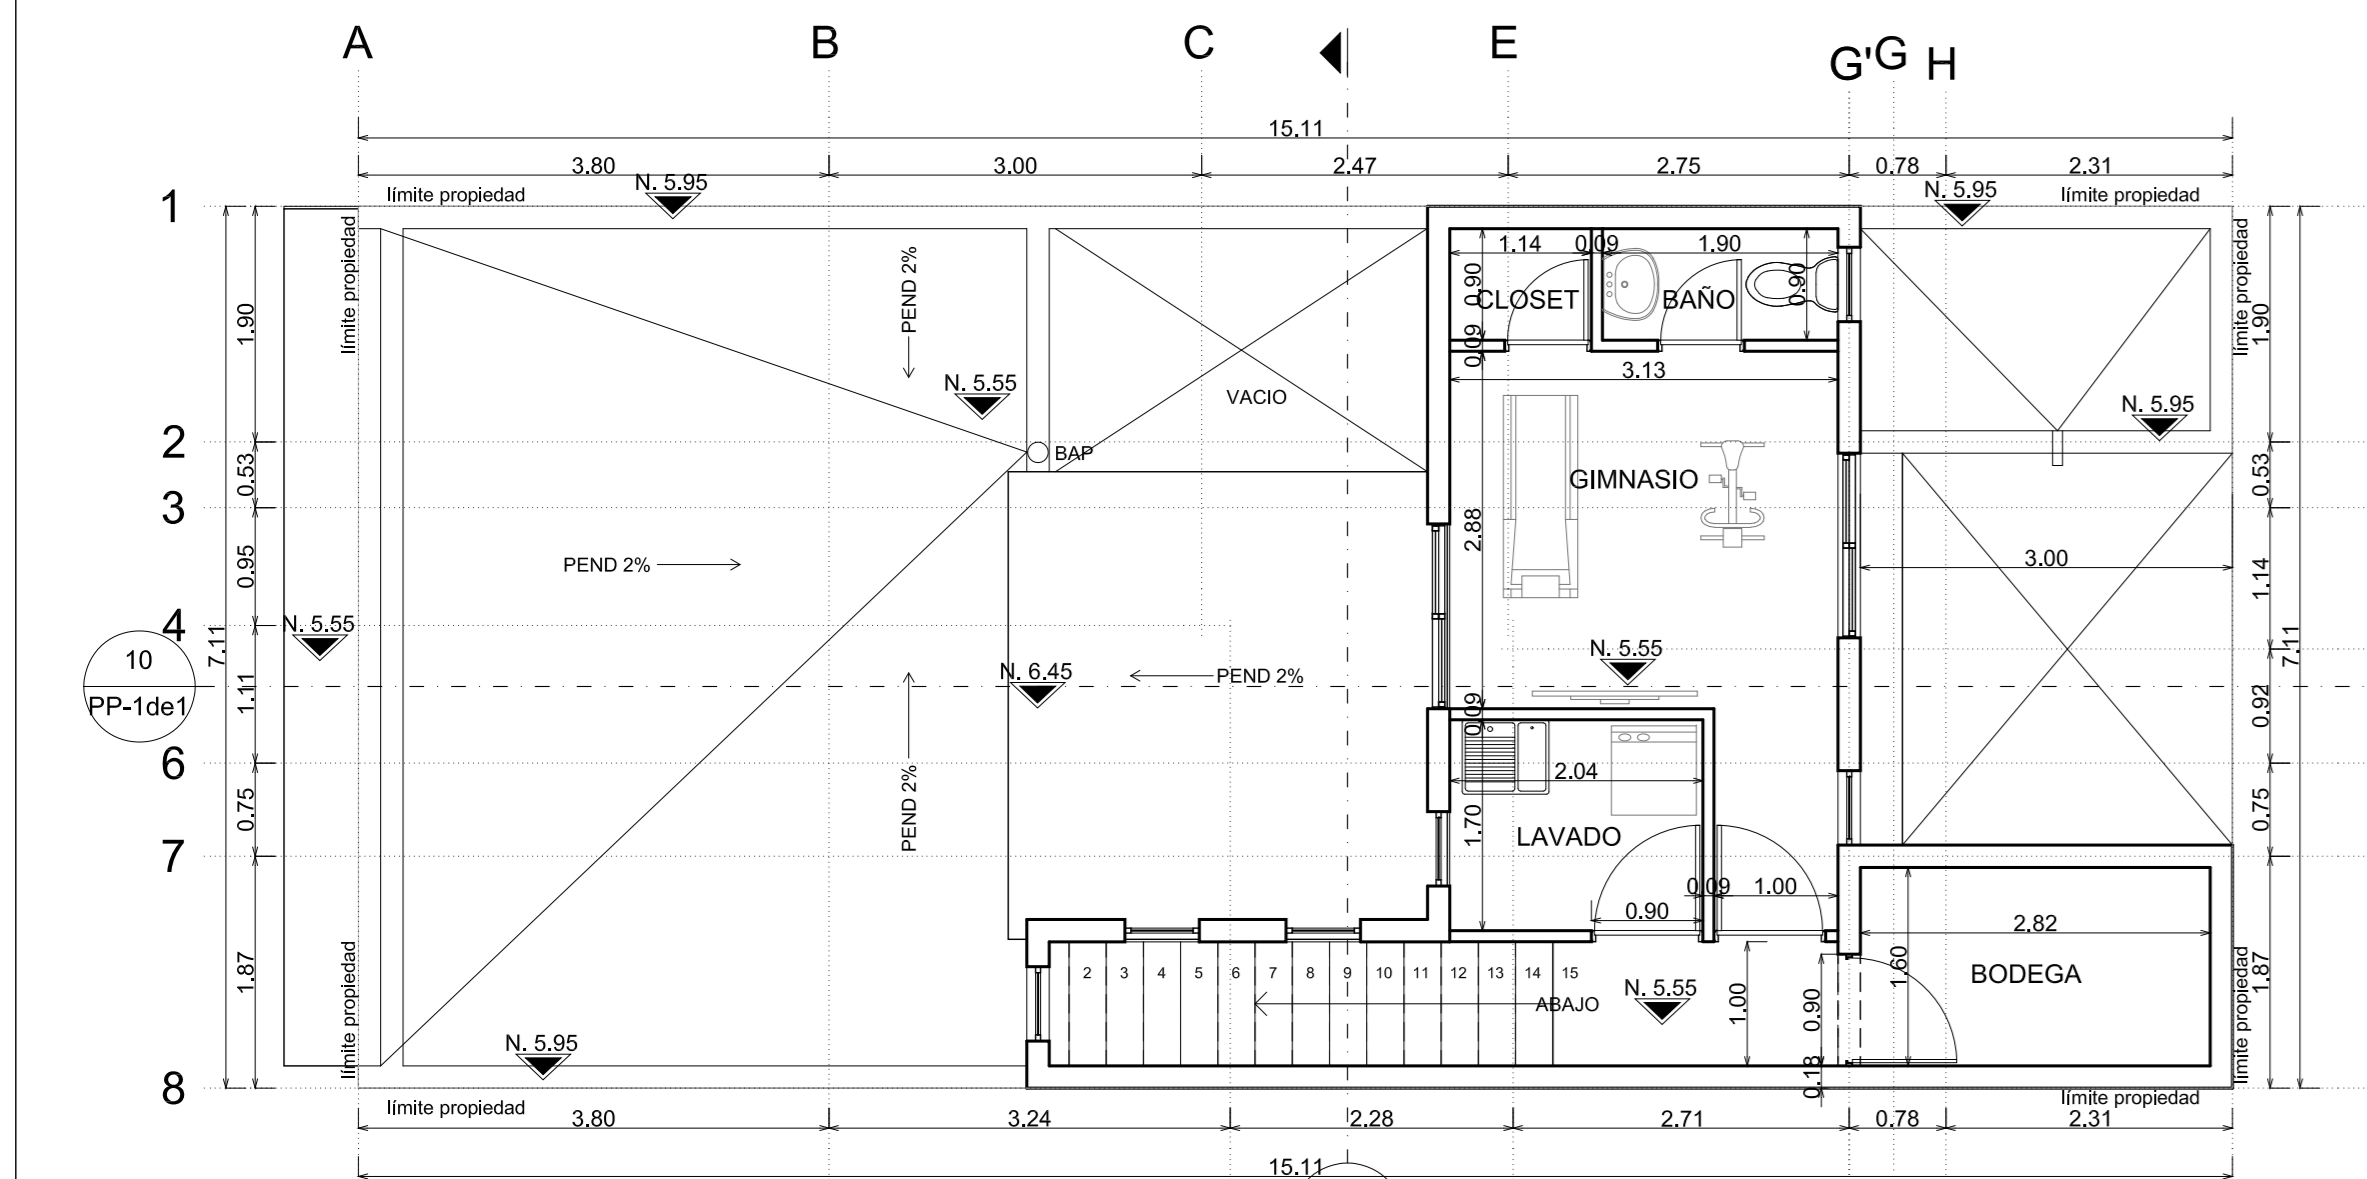 A B C E G' G H
15.11
3.80 3.00 2.47 2.75 0.78 2.31
límite propiedad N. 5.95 N. 5.95 límite propiedad
1
límite propiedad límite propiedad
1.90 1.90
PEND 2%
1.14 0.09 1.90
0.90 CLOSET BAÑO 0.90
0.09
3.13
N. 5.55 VACIO N. 5.95
2
BAP
0.53 GIMNASIO 0.53
3
2.88
0.95 PEND 2% 3.00 1.14
4
N. 5.55
7.11 7.11
10
PP-1de1
N. 6.45 PEND 2% N. 5.55
1.11 0.09 0.92
6
2.04
0.75 PEND 2% 1.70 LAVADO 0.75
7
0.09 1.00
0.90 2.82
1.87 2 3 4 5 6 7 8 9 10 11 12 13 14 15 1.60 BODEGA 1.87
ABAJO N. 5.55 1.00 0.90
límite propiedad límite propiedad
N. 5.95
0.18
8
límite propiedad límite propiedad
3.80 3.24 2.28 2.71 0.78 2.31
15.11